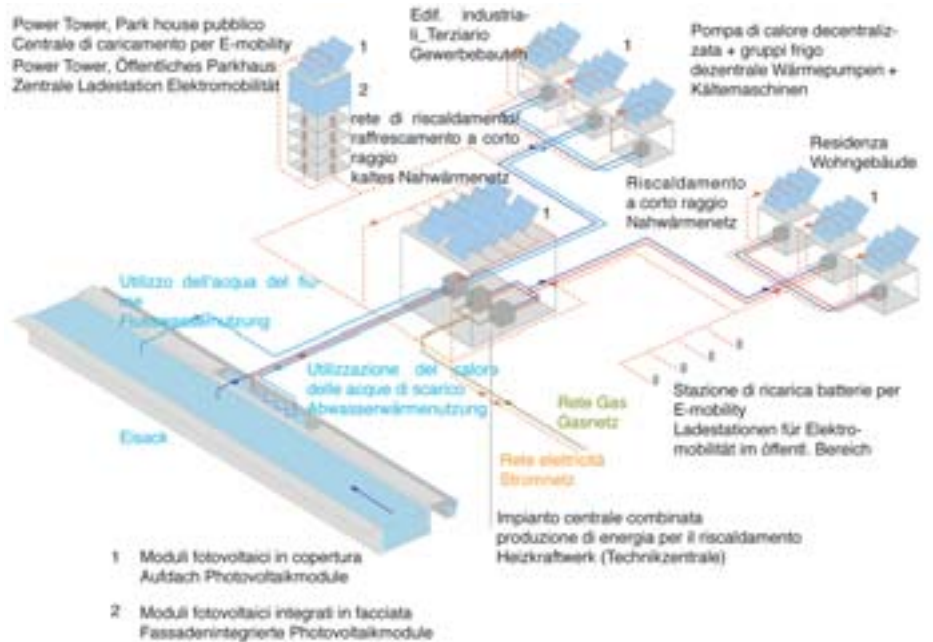 Power Tower, Park house pubblico
Centrale di caricamento per E-mobility
Power Tower, Öffentliches Parkhaus
Zentrale Ladestation Elektromobilität
1
2
Edif. industria-
li_Terziario
Gewerbebauten
1
Pompa di calore decentraliz-
zata + gruppi frigo
dezentrale Wärmepumpen +
Kältemaschinen
rete di riscaldamento/
raffrescamento a corto
raggio
kaltes Nahwärmenetz
1
Residenza
Wohngebäude
1
Riscaldamento
a corto raggio
Nahwärmenetz
Utilizzo dell'acqua del fiu-
me
Utilizzazione del calore
delle acque di scarico
Abwasserwärmenutzung
Eisack
Rete Gas
Gasnetz
Rete elettricità
Stromnetz
Stazione di ricarica batterie per
E-mobility
Ladestationen für Elektro-
mobilität im öffentl. Bereich
Impianto centrale combinata
produzione di energia per il riscaldamento
Heizkraftwerk (Technikzentrale)
1 Moduli fotovoltaici in copertura
Aufdach Photovoltaikmodule
2 Moduli fotovoltaici integrati in facciata
Fassadenintegrierte Photovoltaikmodule